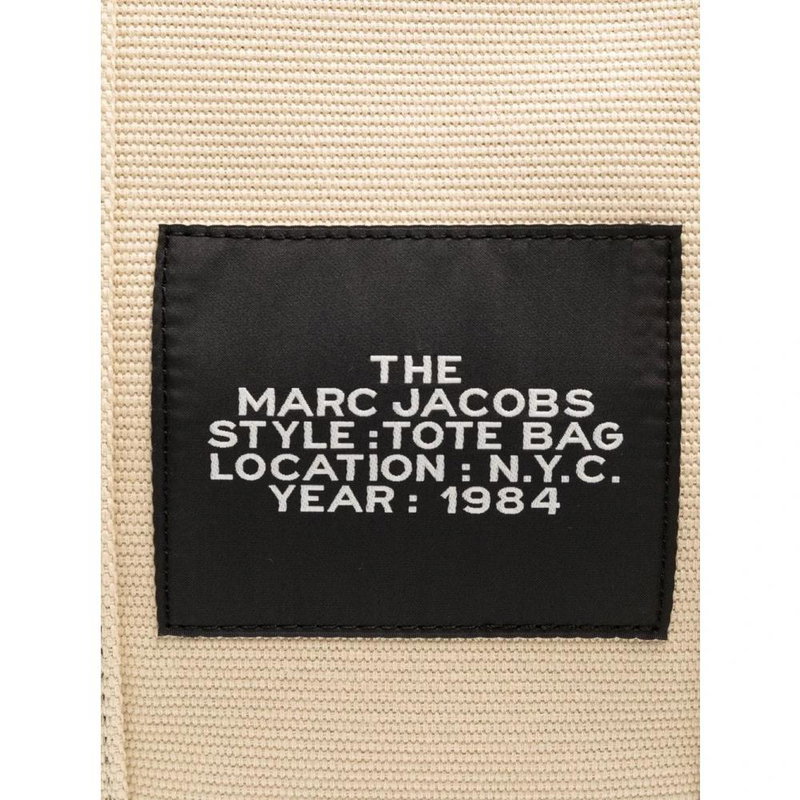 THE
MARC JACOBS
STYLE : TOTE BAG
LOCATION : N.Y.C.
YEAR : 1984